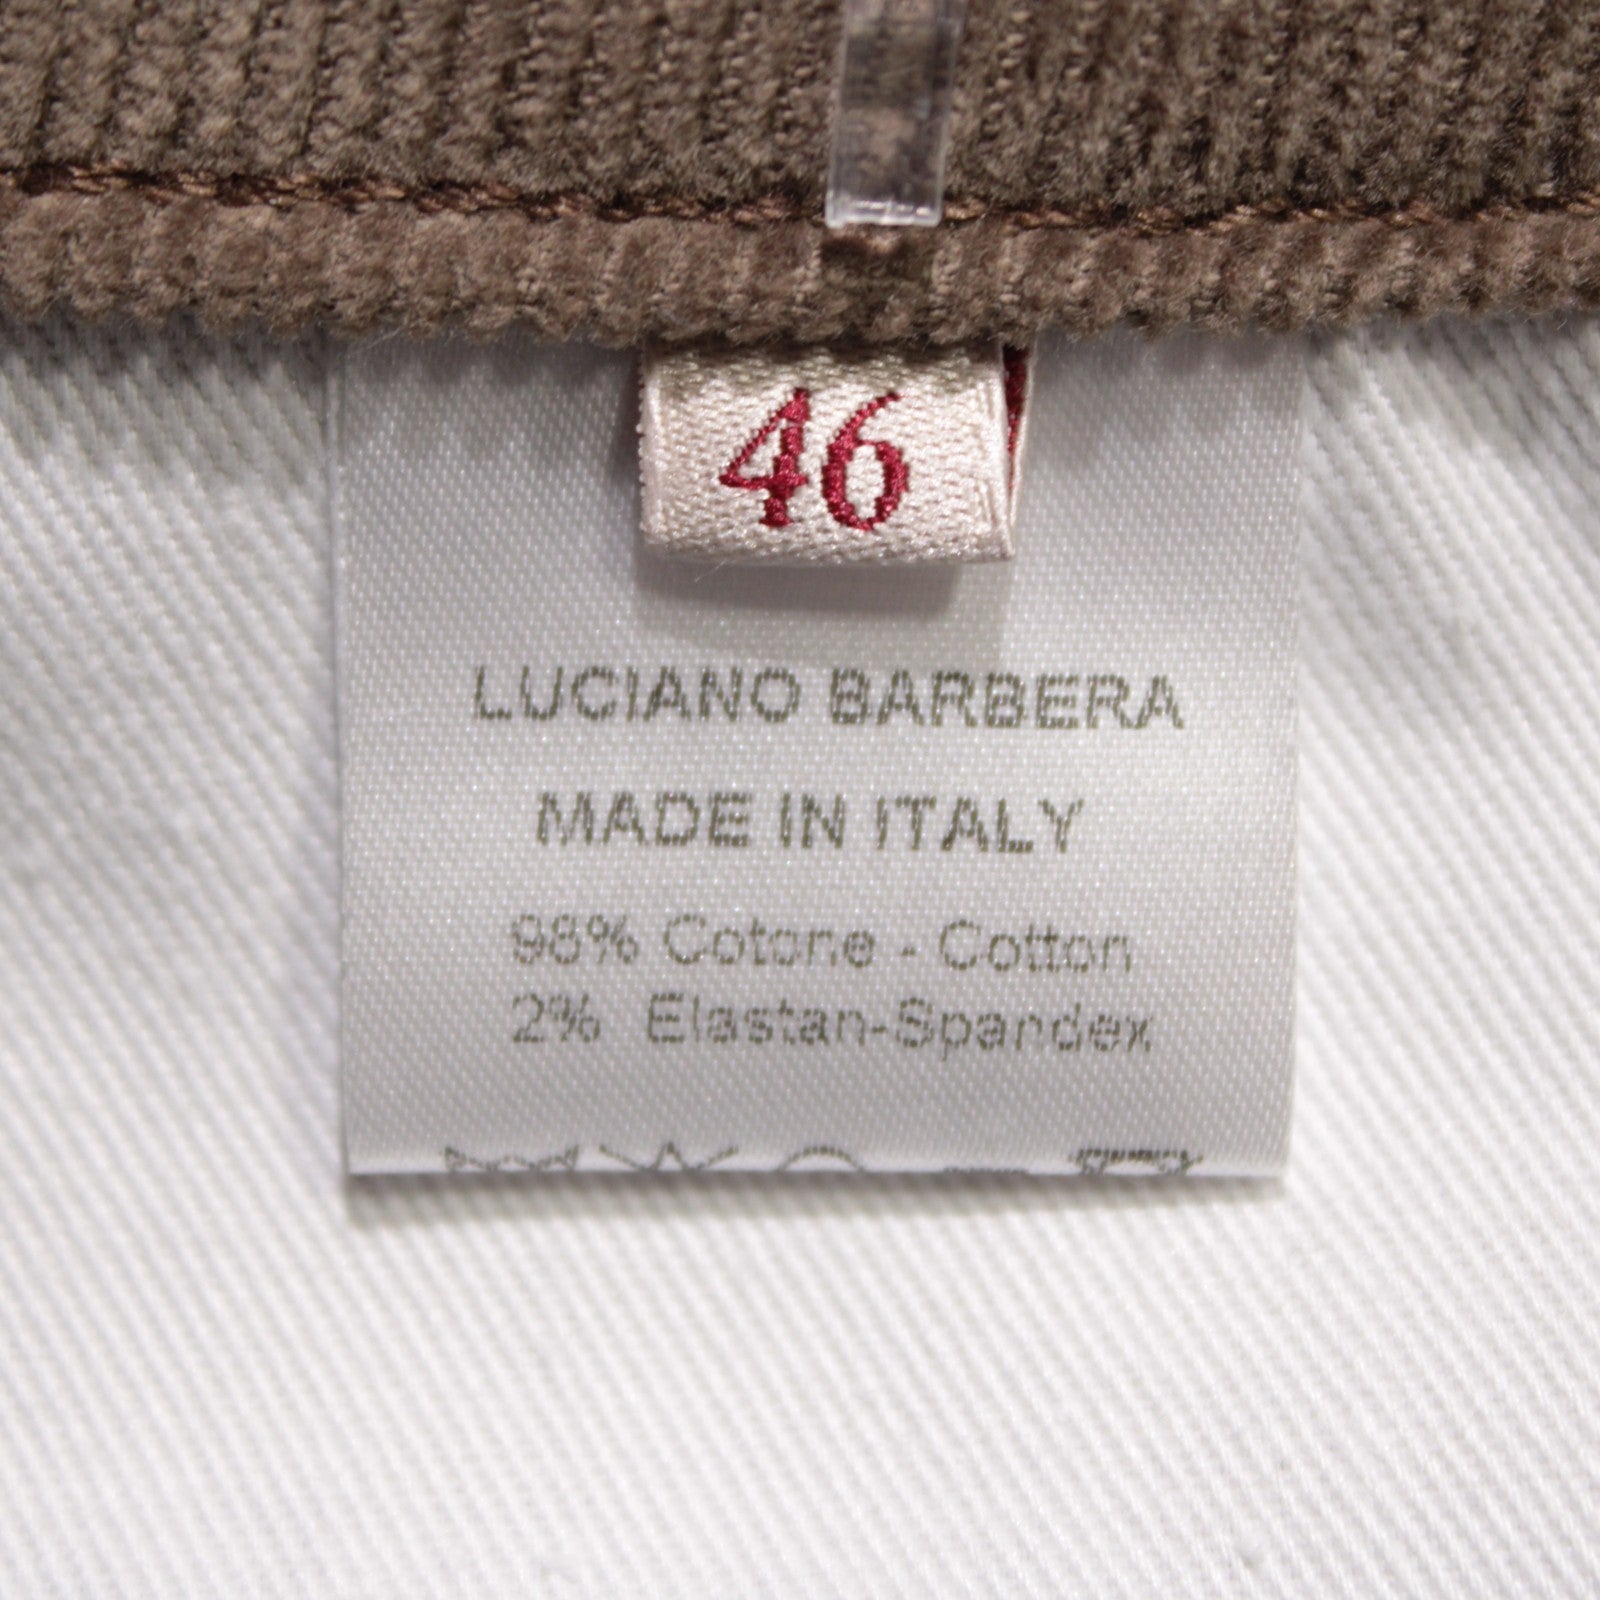 46
LUCIANO BARBERA
MADE IN ITALY
98% Cotone - Cotton
2% Elastan-Spandex